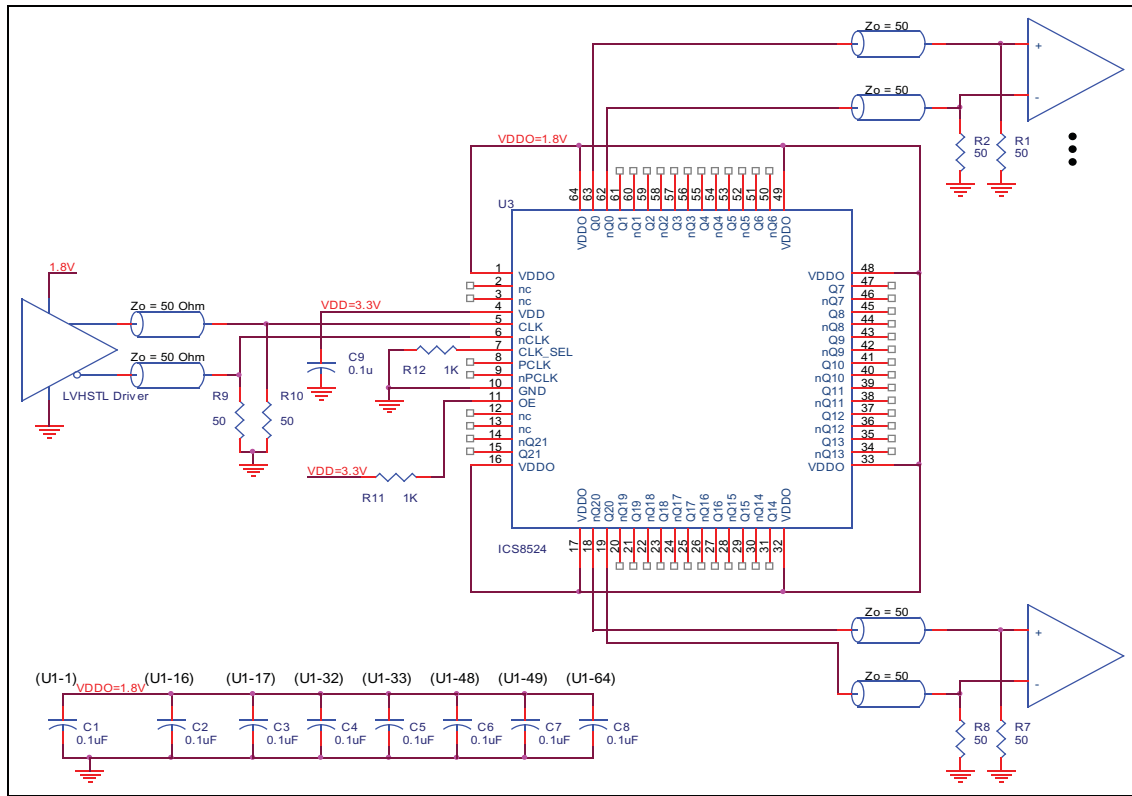 Zo = 50
+
Zo = 50
-
R2
50
R1
50
VDDO=1.8V
U3
64
63
62
61
60
59
58
57
56
55
54
53
52
51
50
49
VDDO
Q0
nQ0
Q1
nQ1
Q2
nQ2
Q3
nQ3
Q4
nQ4
Q5
nQ5
Q6
nQ6
VDDO
1 VDDO
2 nc
3 nc
4 VDD
5 CLK
6 nCLK
7 CLK_SEL
8 PCLK
9 nPCLK
10 GND
11 OE
12 nc
13 nc
14 nQ21
15 Q21
16 VDDO
VDDO 48
Q7 47
nQ7 46
Q8 45
nQ8 44
Q9 43
nQ9 42
Q10 41
nQ10 40
Q11 39
nQ11 38
Q12 37
nQ12 36
Q13 35
nQ13 34
VDDO 33
1.8V
Zo = 50 Ohm
Zo = 50 Ohm
LVHSTL Driver
R9
50
R10
50
VDD=3.3V
C9
0.1u
R12 1K
VDD=3.3V
R11 1K
VDDO
nQ20
Q20
nQ19
Q19
nQ18
Q18
nQ17
Q17
nQ16
Q16
nQ15
Q15
nQ14
Q14
VDDO
17
18
19
20
21
22
23
24
25
26
27
28
29
30
31
32
ICS8524
Zo = 50
+
Zo = 50
-
R8
50
R7
50
(U1-1) (U1-16) (U1-17) (U1-32) (U1-33) (U1-48) (U1-49) (U1-64)
VDDO=1.8V
C1
0.1uF
C2
0.1uF
C3
0.1uF
C4
0.1uF
C5
0.1uF
C6
0.1uF
C7
0.1uF
C8
0.1uF